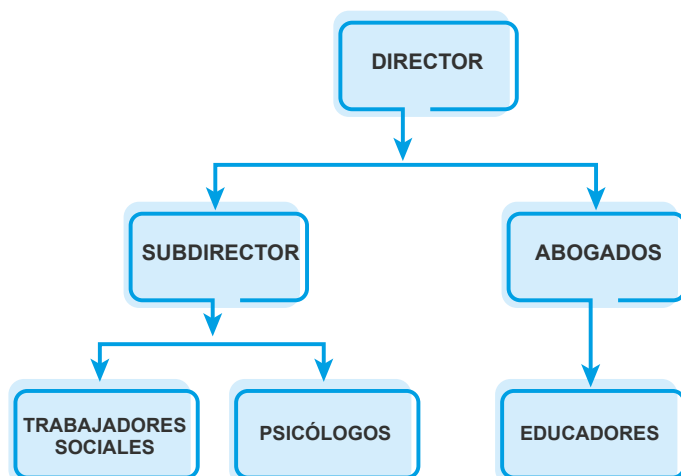 DIRECTOR
SUBDIRECTOR
ABOGADOS
TRABAJADORES
SOCIALES
PSICÓLOGOS
EDUCADORES